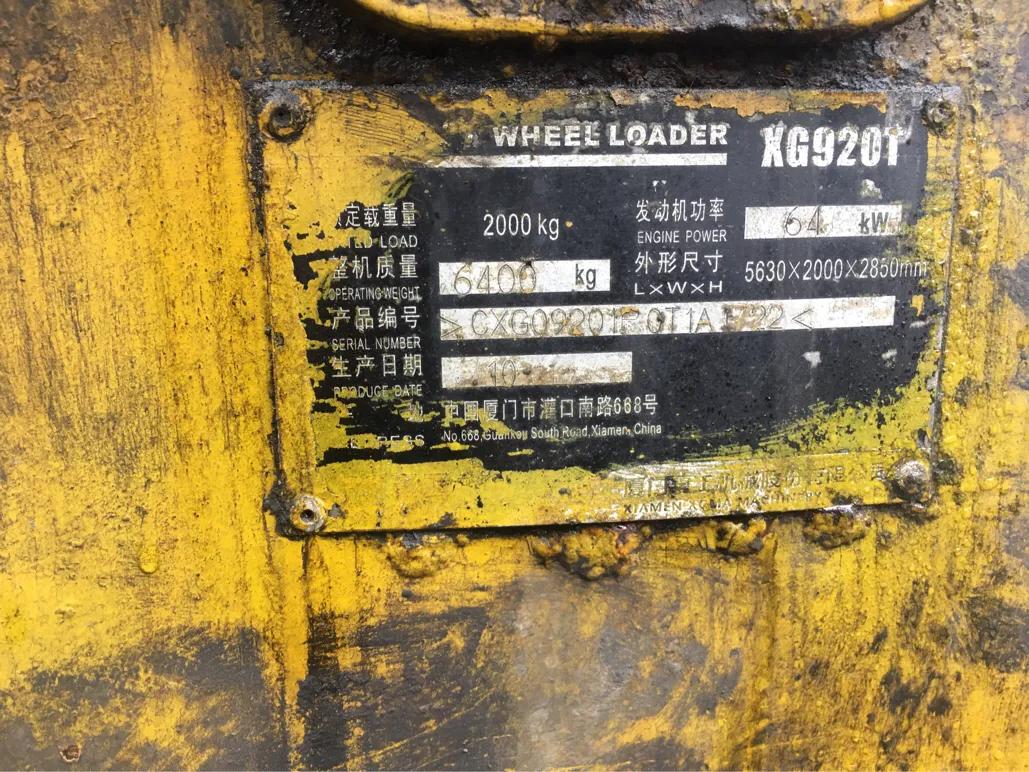 WHEEL LOADER XG920T
定载重量 2000 kg 发动机功率 64 kW
LOAD ENGINE POWER
整机质量 6400 kg 外形尺寸 5630×2000×2850mm
OPERATING WEIGHT L×W×H
产品编号
SERIAL NUMBER
生产日期 10
PRODUCE DATE
中国厦门市灌口南路668号
No.668,Guankou South Road,Xiamen, China
XIAMEN MACHINERY